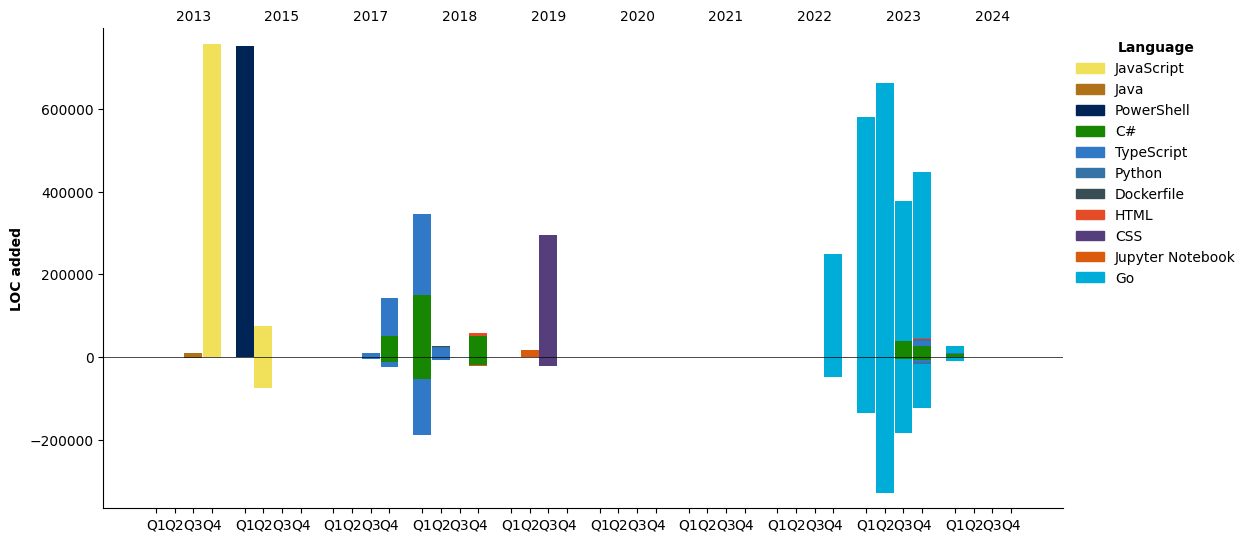 2013 2015 2017 2018 2019 2020 2021 2022 2023 2024
Language
JavaScript
Java
PowerShell
C#
TypeScript
Python
Dockerfile
HTML
CSS
Jupyter Notebook
Go
LOC added
600000
400000
200000
0
−200000
Q1Q2Q3Q4 Q1Q2Q3Q4 Q1Q2Q3Q4 Q1Q2Q3Q4 Q1Q2Q3Q4 Q1Q2Q3Q4 Q1Q2Q3Q4 Q1Q2Q3Q4 Q1Q2Q3Q4 Q1Q2Q3Q4